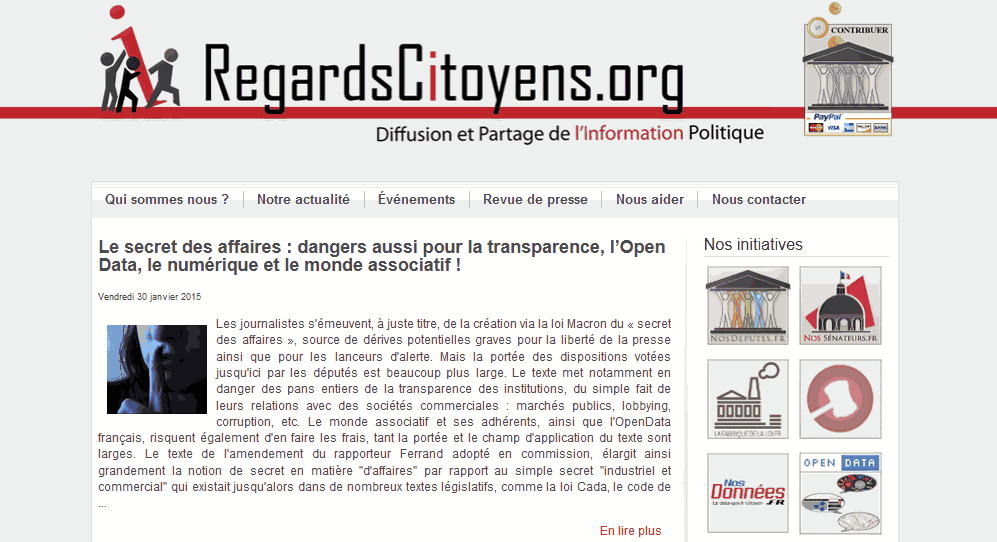 CONTRIBUER
RegardsCitoyens.org
PayPal
VISA
Diffusion et Partage de l'Information Politique
Qui sommes nous ?
Notre actualité
Événements
Revue de presse
Nous aider
Nous contacter
Le secret des affaires : dangers aussi pour la transparence, l'Open
Data, le numérique et le monde associatif !
Vendredi 30 janvier 2015
Les journalistes s'émeuvent, à juste titre, de la création via la loi Macron du « secret
des affaires », source de dérives potentielles graves pour la liberté de la presse
ainsi que pour les lanceurs d'alerte. Mais la portée des dispositions votées
jusqu'ici par les députés est beaucoup plus large. Le texte met notamment en
danger des pans entiers de la transparence des institutions, du simple fait de
leurs relations avec des sociétés commerciales : marchés publics, lobbying,
corruption, etc. Le monde associatif et ses adhérents, ainsi que l'OpenData
français, risquent également d'en faire les frais, tant la portée et le champ d'application du texte sont
larges. Le texte de l'amendement du rapporteur Ferrand adopté en commission, élargit ainsi
grandement la notion de secret en matière "d'affaires" par rapport au simple secret "industriel et
commercial" qui existait jusqu'alors dans de nombreux textes législatifs, comme la loi Cada, le code de
...
En lire plus
Nos initiatives
NOSDÉPUTÉS.FR
NOS SÉNATEURS.FR
LA FABRIQUE DE LA LOI.FR
Nos
Données
.FR
Le data-gouv-citoyen.org
OPEN DATA